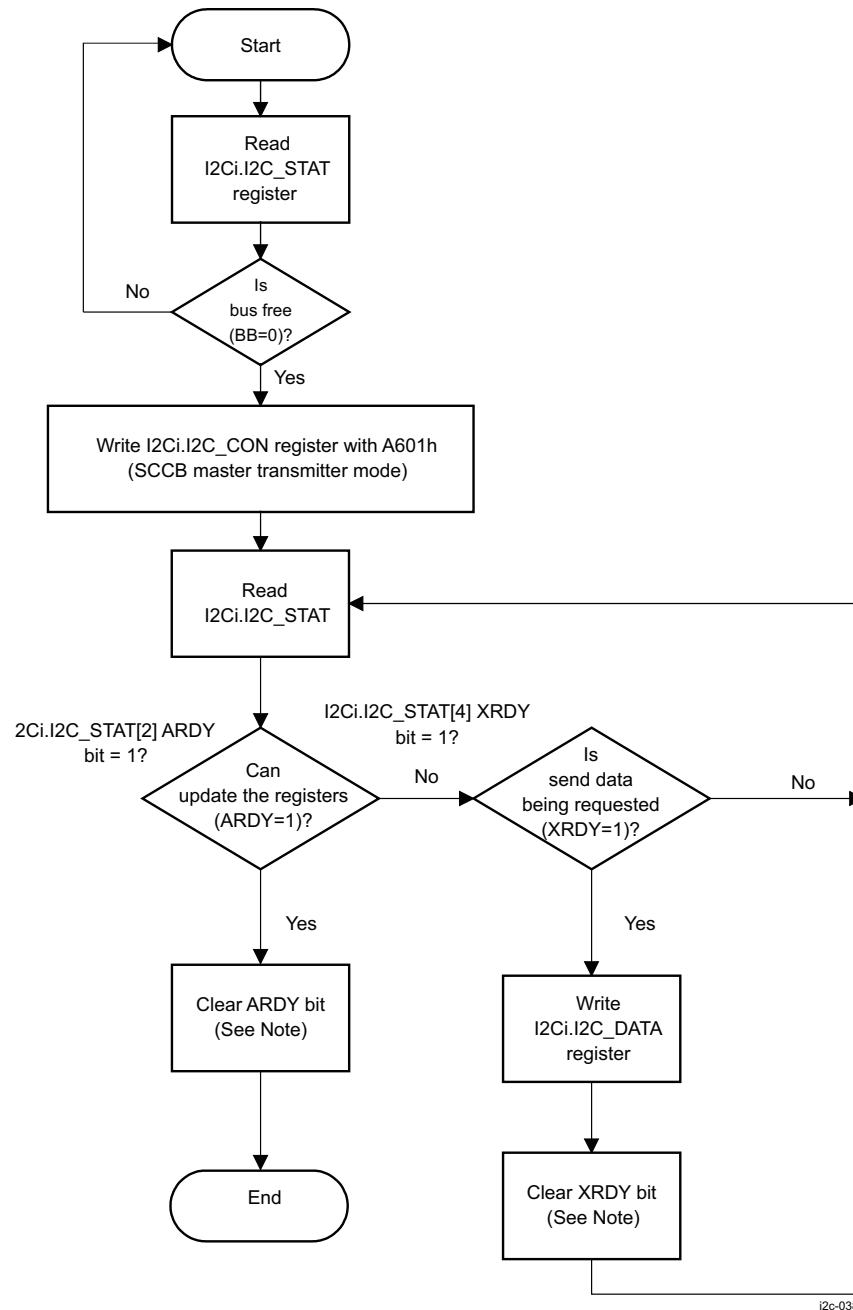 Start
Read
I2Ci.I2C_STAT
register
No
Is
bus free
(BB=0)?
Yes
Write I2Ci.I2C_CON register with A601h
(SCCB master transmitter mode)
Read
I2Ci.I2C_STAT
2Ci.I2C_STAT[2] ARDY
bit = 1?
I2Ci.I2C_STAT[4] XRDY
bit = 1?
Can
update the registers
(ARDY=1)?
No
Is
send data
being requested
(XRDY=1)?
No
Yes
Yes
Clear ARDY bit
(See Note)
Write
I2Ci.I2C_DATA
register
End
Clear XRDY bit
(See Note)